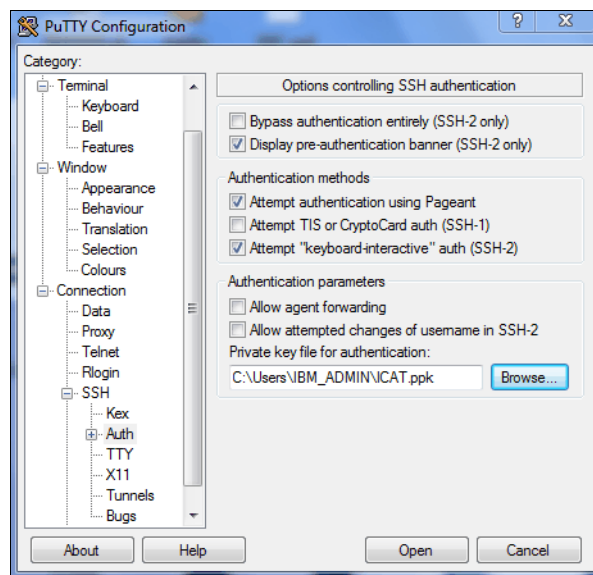 PuTTY Configuration
?
Category:
Terminal
Keyboard
Bell
Features
Window
Appearance
Behaviour
Translation
Selection
Colours
Connection
Data
Proxy
Telnet
Rlogin
SSH
Kex
Auth
TTY
X11
Tunnels
Bugs
Options controlling SSH authentication
Bypass authentication entirely (SSH-2 only)
Display pre-authentication banner (SSH-2 only)
Authentication methods
Attempt authentication using Pageant
Attempt TIS or CryptoCard auth (SSH-1)
Attempt "keyboard-interactive" auth (SSH-2)
Authentication parameters
Allow agent forwarding
Allow attempted changes of username in SSH-2
Private key file for authentication:
C:\Users\IBM_ADMIN\ICAT.ppk
Browse...
About
Help
Open
Cancel